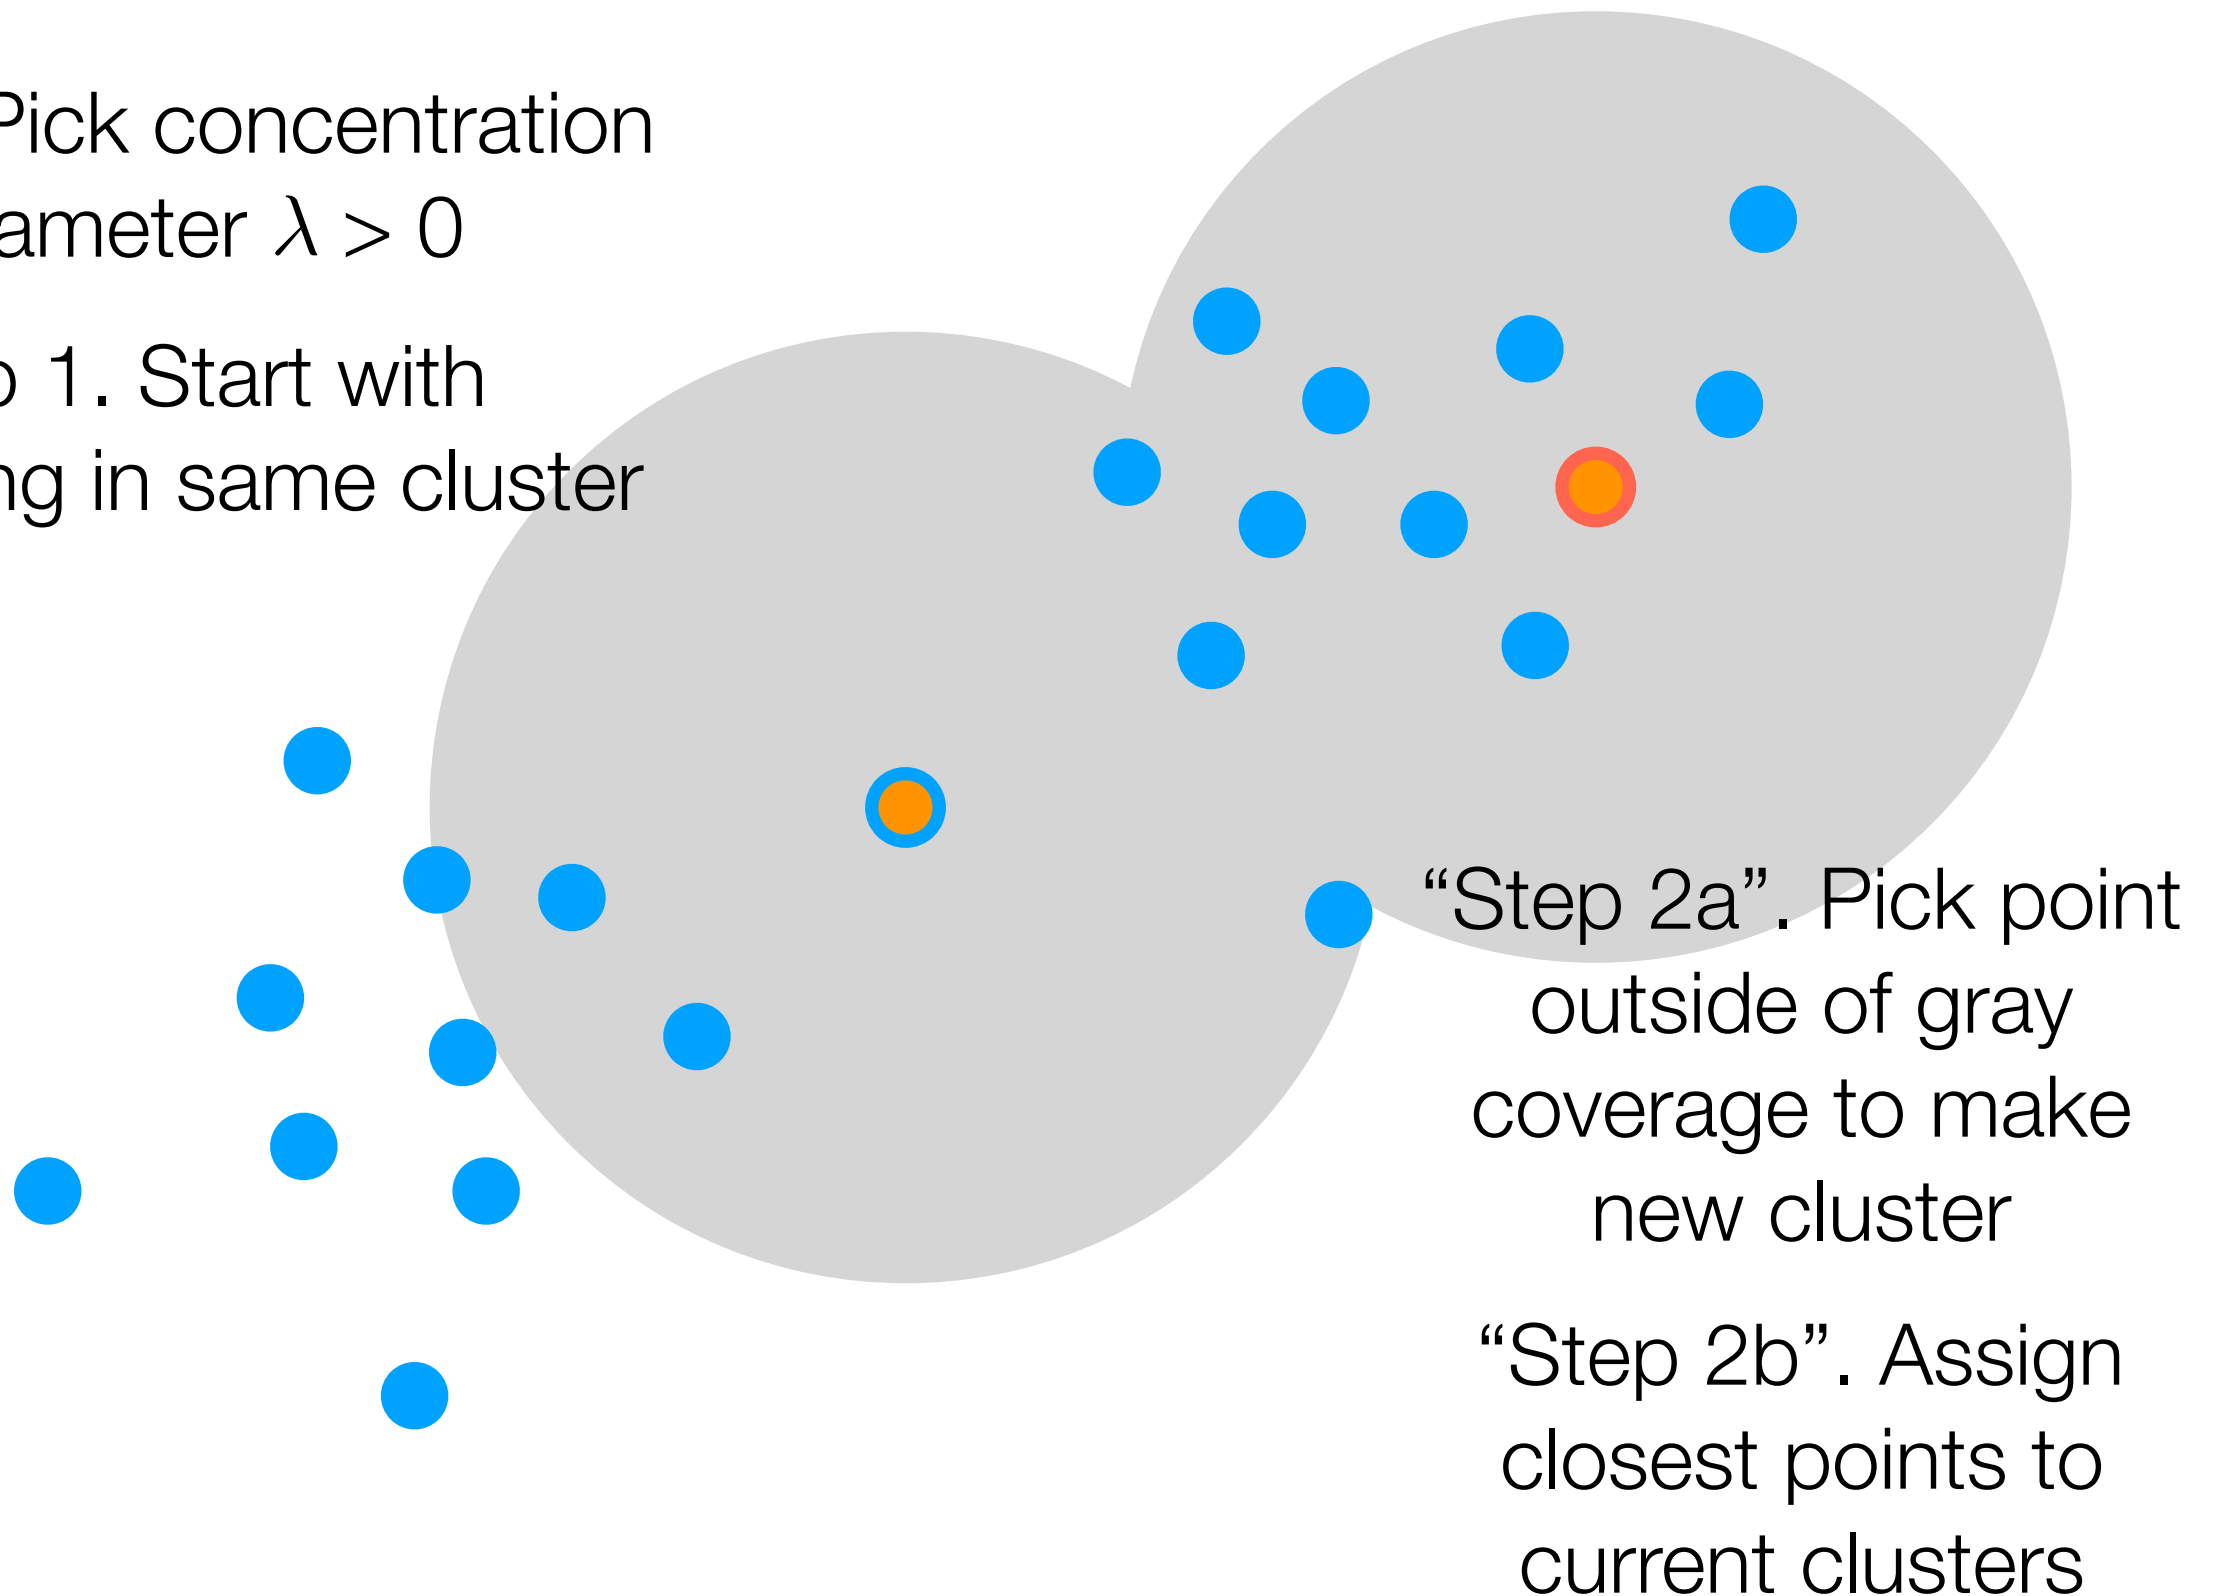 Pick concentration
ameter λ > 0
1. Start with
ng in same cluster
“Step 2a”. Pick point
outside of gray
coverage to make
new cluster
“Step 2b”. Assign
closest points to
current clusters